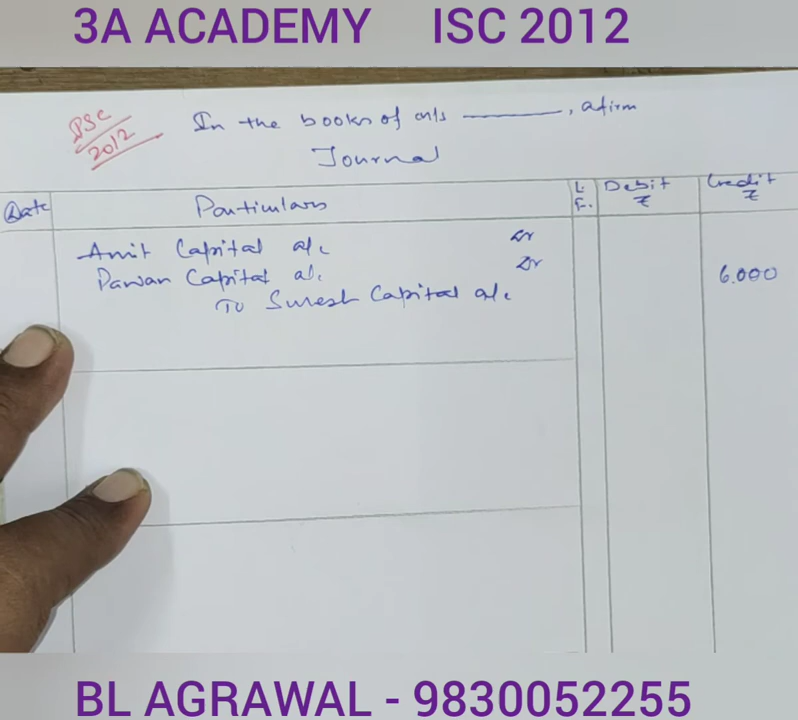 3A ACADEMY ISC 2012
ISC
2012
In the books of M/s ________, a firm
Journal
Date Particulars L.F. Debit ₹ Credit ₹
Amit Capital a/c Dr
Pawan Capital a/c Dr
To Suresh Capital a/c 6.000
BL AGRAWAL - 9830052255